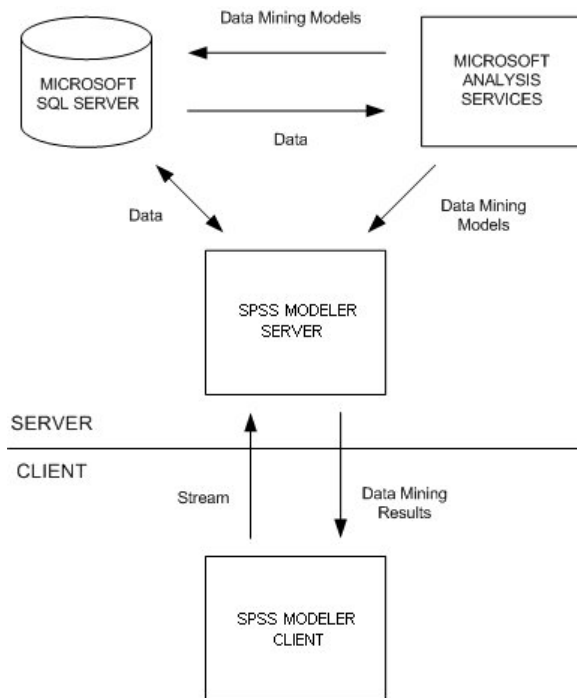 Data Mining Models
MICROSOFT
SQL SERVER
MICROSOFT
ANALYSIS
SERVICES
Data
Data
Data Mining
Models
SPSS MODELER
SERVER
SERVER
CLIENT
Stream
Data Mining
Results
SPSS MODELER
CLIENT